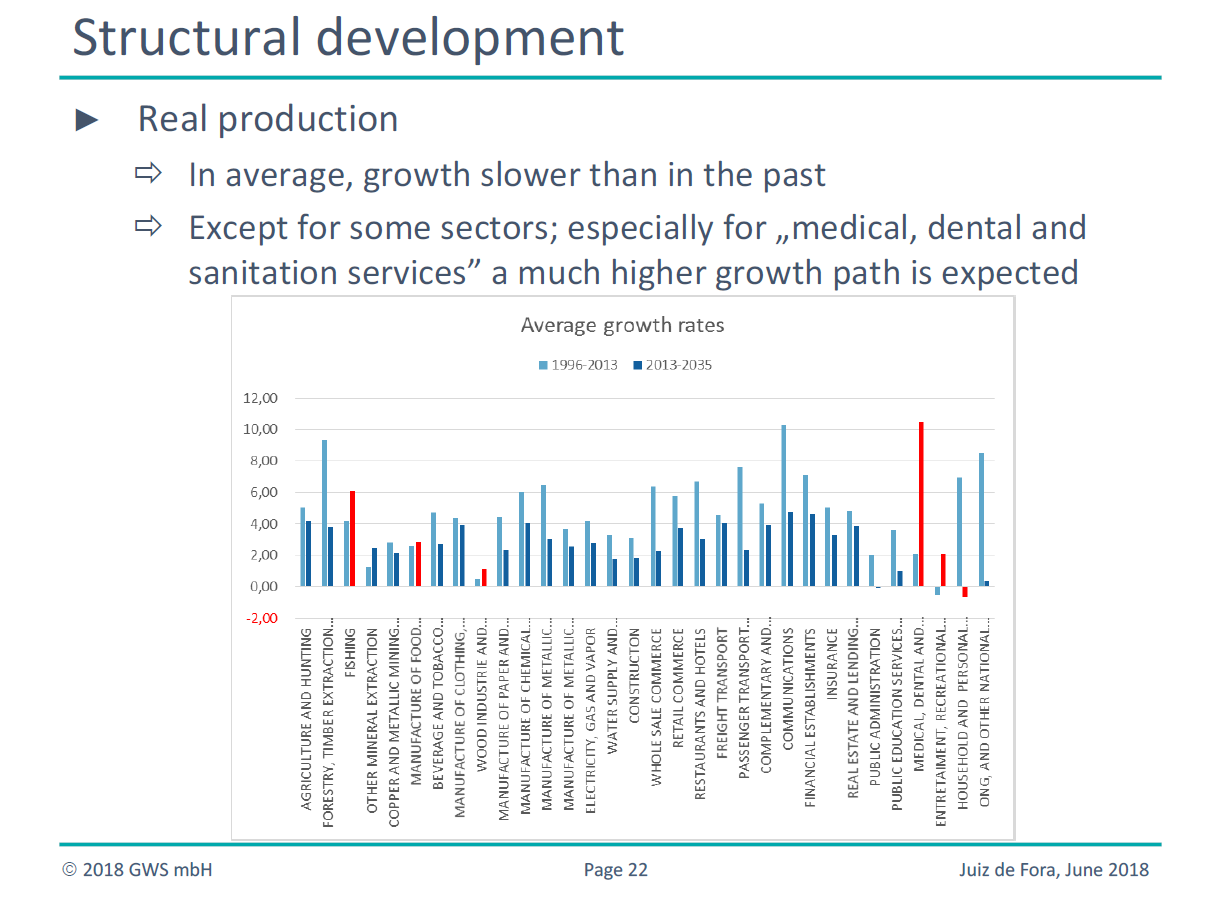 Structural development
► Real production
⇨ In average, growth slower than in the past
⇨ Except for some sectors; especially for „medical, dental and
sanitation services” a much higher growth path is expected
Average growth rates
1996-2013 2013-2035
12,00
10,00
8,00
6,00
4,00
2,00
0,00
-2,00
AGRICULTURE AND HUNTING
FORESTRY, TIMBER EXTRACTION...
FISHING
OTHER MINERAL EXTRACTION
COPPER AND METALLIC MINING...
MANUFACTURE OF FOOD...
BEVERAGE AND TOBACCO...
MANUFACTURE OF CLOTHING,...
WOOD INDUSTRIE AND...
MANUFACTURE OF PAPER AND...
MANUFACTURE OF CHEMICAL...
MANUFACTURE OF METALLIC...
MANUFACTURE OF METALLIC...
ELECTRICITY, GAS AND VAPOR
WATER SUPPLY AND...
CONSTRUCTON
WHOLE SALE COMMERCE
RETAIL COMMERCE
RESTAURANTS AND HOTELS
FREIGHT TRANSPORT
PASSENGER TRANSPORT...
COMPLEMENTARY AND...
COMMUNICATIONS
FINANCIAL ESTABLISHMENTS
INSURANCE
REAL ESTATE AND LENDING...
PUBLIC ADMINISTRATION
PUBLIC EDUCATION SERVICES...
MEDICAL, DENTAL AND...
ENTRETAIMENT, RECREATIONAL...
HOUSEHOLD AND PERSONAL...
ONG, AND OTHER NATIONAL...
© 2018 GWS mbH
Page 22
Juiz de Fora, June 2018